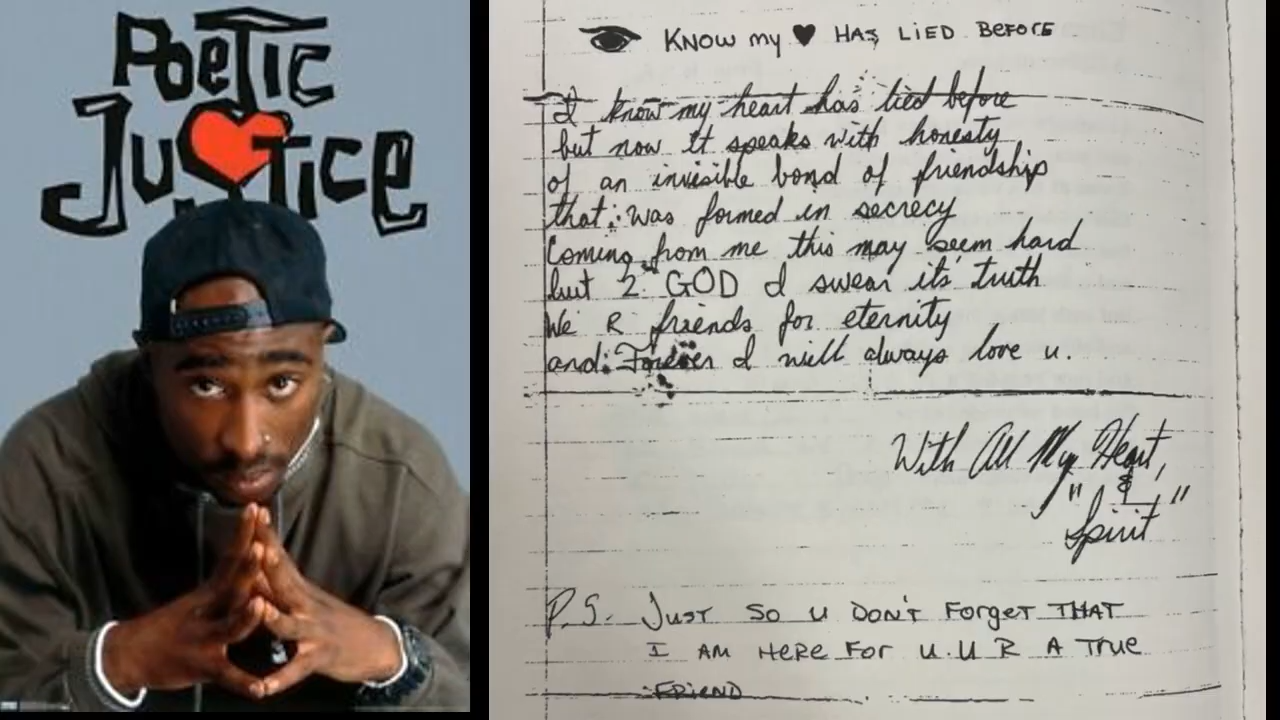 POETIC
JUSTICE
KNOW my ♥ HAS LiED BEFORE
I know my heart has lied before
but now it speaks with honesty
of an invisible bond of friendship
that: was formed in secrecy
Coming from me this may seem hard
but 2 GOD I swear its' truth
We R friends for eternity
and: Forever I will always love u.
With All My Heart,
& "Spirit"
P.S. JUST SO U DON'T FORGET THAT
I AM HERE FOR U. U R A TRUE
FRIEND